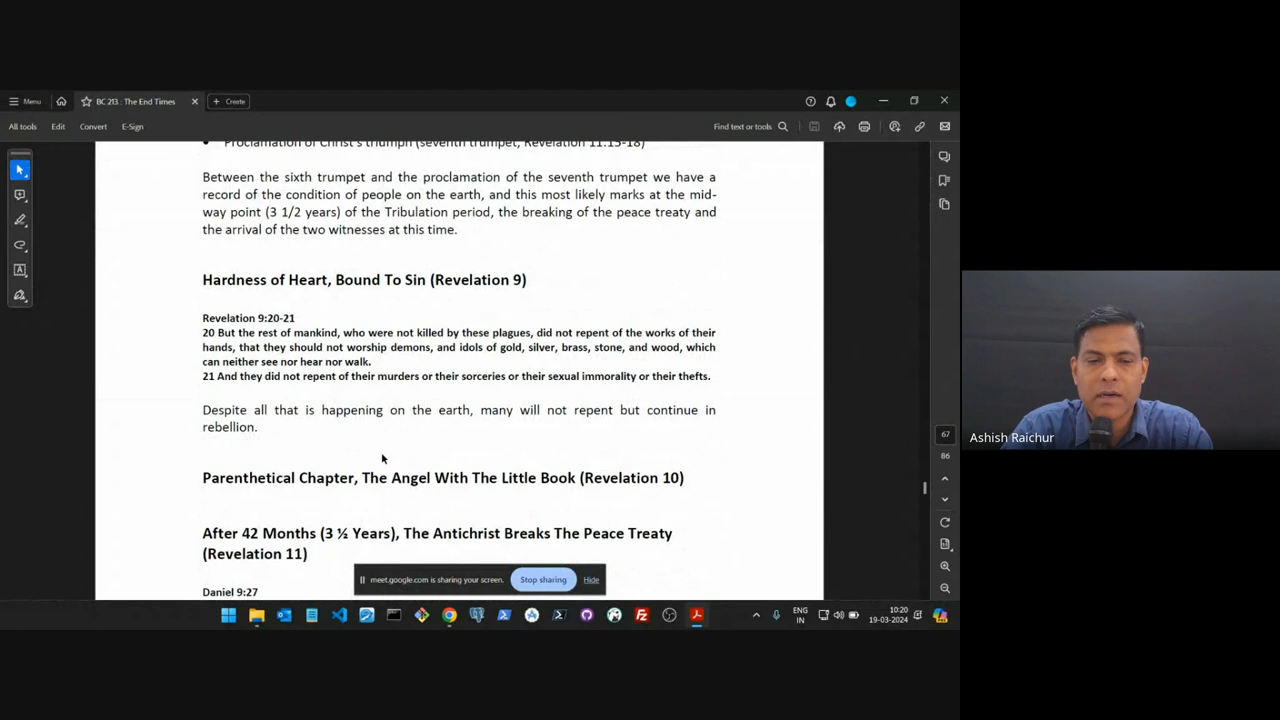 Menu
BC 213 : The End Times
Create
All tools
Edit
Convert
E-Sign
Find text or tools
Proclamation of Christ's triumph (seventh trumpet, Revelation 11:15-18)
Between the sixth trumpet and the proclamation of the seventh trumpet we have a
record of the condition of people on the earth, and this most likely marks at the mid-
way point (3 1/2 years) of the Tribulation period, the breaking of the peace treaty and
the arrival of the two witnesses at this time.
Hardness of Heart, Bound To Sin (Revelation 9)
Revelation 9:20-21
20 But the rest of mankind, who were not killed by these plagues, did not repent of the works of their
hands, that they should not worship demons, and idols of gold, silver, brass, stone, and wood, which
can neither see nor hear nor walk.
21 And they did not repent of their murders or their sorceries or their sexual immorality or their thefts.
Despite all that is happening on the earth, many will not repent but continue in
rebellion.
Parenthetical Chapter, The Angel With The Little Book (Revelation 10)
After 42 Months (3 ½ Years), The Antichrist Breaks The Peace Treaty
(Revelation 11)
Daniel 9:27
67
86
meet.google.com is sharing your screen.
Stop sharing
Hide
ENG
IN
10:20
19-03-2024
Ashish Raichur